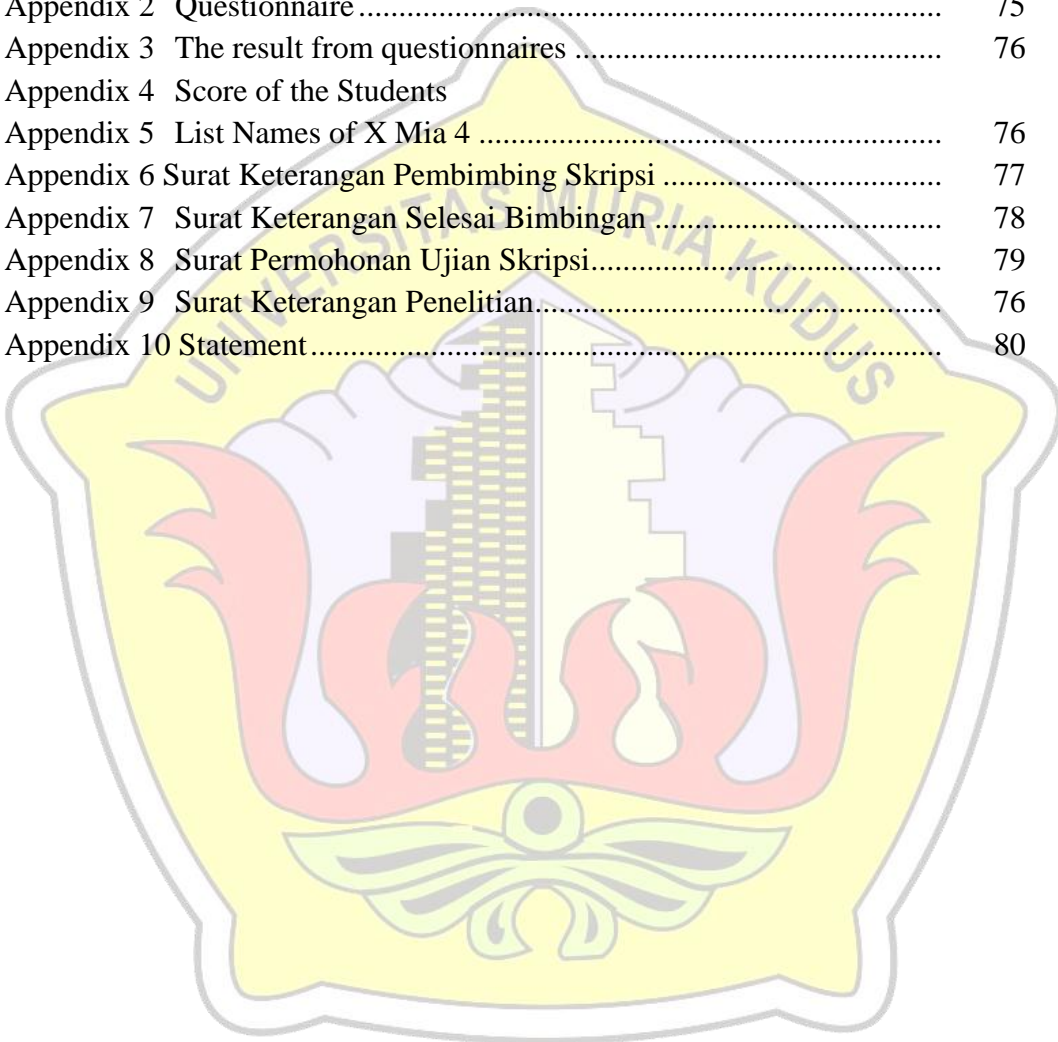 Appendix 2 Questionnaire ........................................................................ 75
Appendix 3 The result from questionnaires ................................................ 76
Appendix 4 Score of the Students
Appendix 5 List Names of X Mia 4 ............................................................ 76
Appendix 6 Surat Keterangan Pembimbing Skripsi .................................... 77
Appendix 7 Surat Keterangan Selesai Bimbingan ..................................... 78
Appendix 8 Surat Permohonan Ujian Skripsi.............................................. 79
Appendix 9 Surat Keterangan Penelitian..................................................... 76
Appendix 10 Statement ................................................................................ 80
UNIVERSITAS MURIA KUDUS